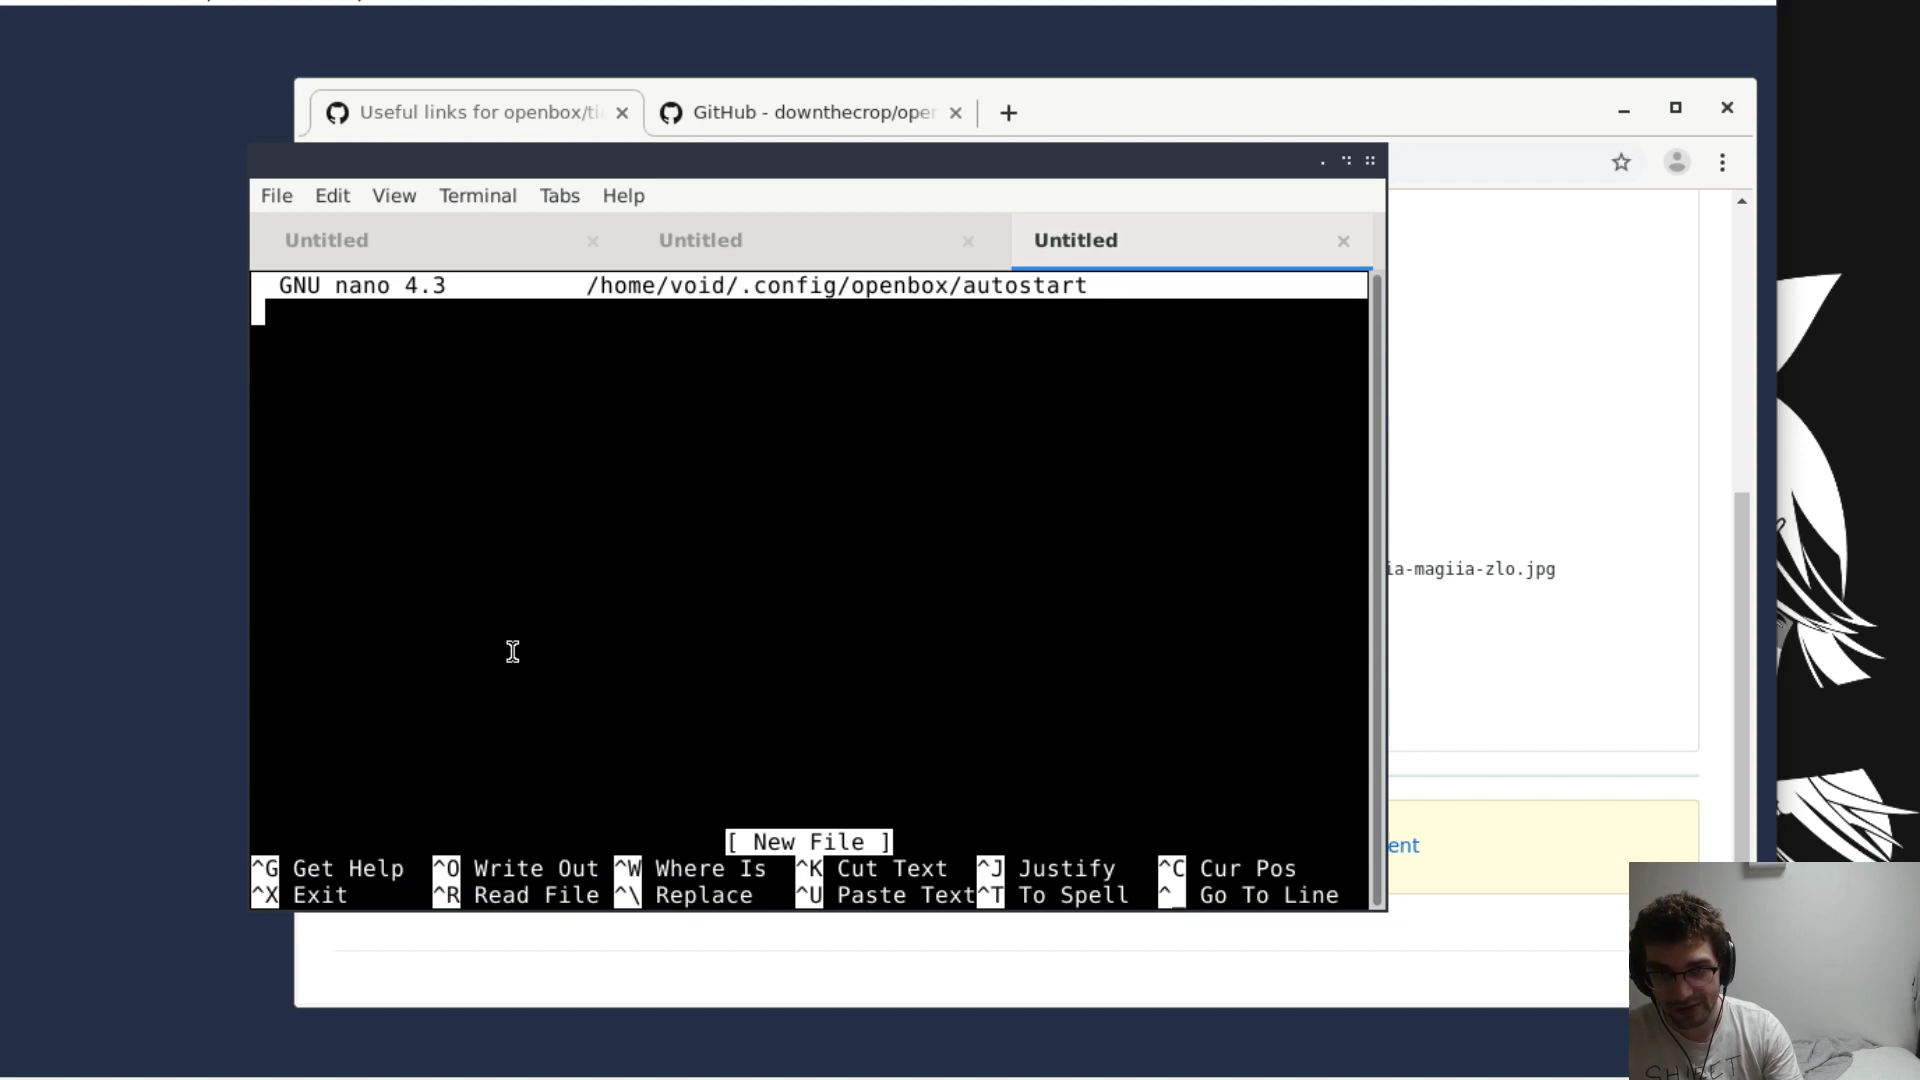 Useful links for openbox/ti
GitHub - downthecrop/oper
File Edit View Terminal Tabs Help
Untitled Untitled Untitled
GNU nano 4.3 /home/void/.config/openbox/autostart
ia-magiia-zlo.jpg
[ New File ]
ent
^G Get Help ^O Write Out ^W Where Is ^K Cut Text ^J Justify ^C Cur Pos
^X Exit ^R Read File ^\ Replace ^U Paste Text ^T To Spell ^_ Go To Line